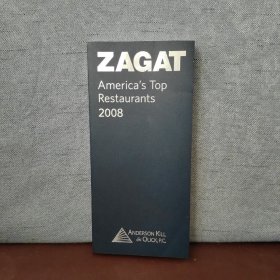 ZAGAT
America's Top
Restaurants
2008
ANDERSON KILL
& OLICK, P.C.